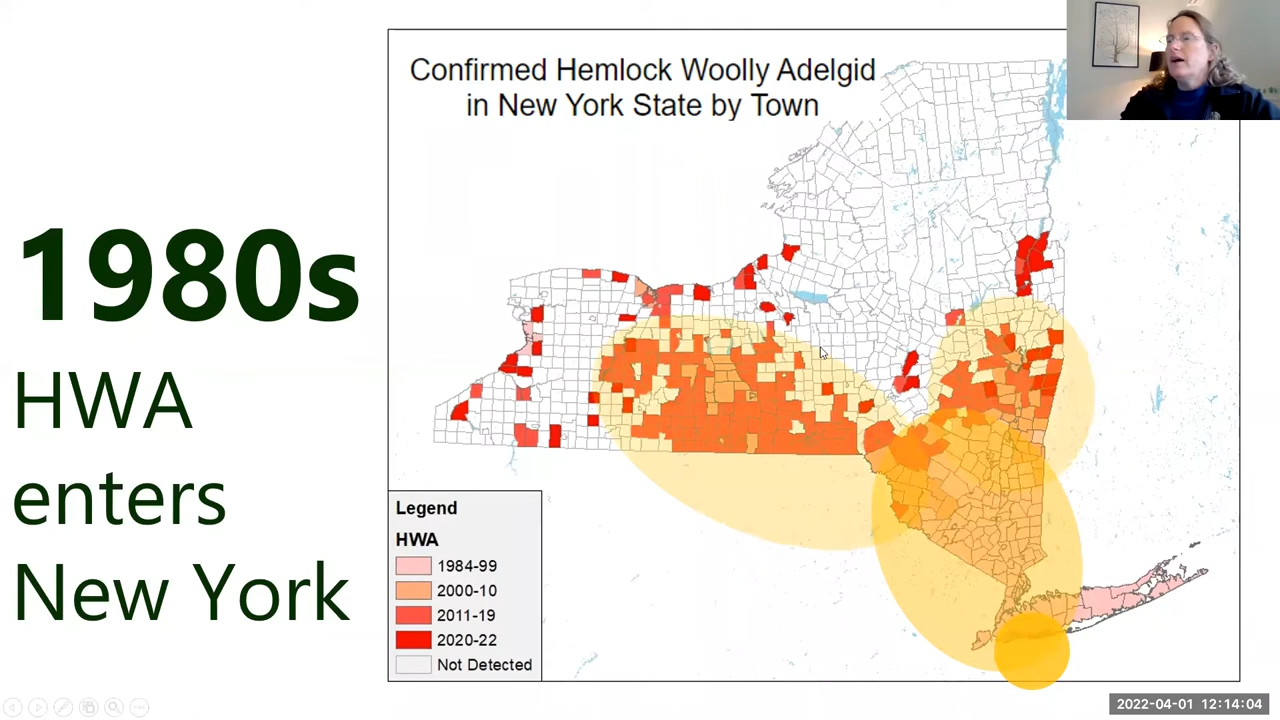 1980s
HWA
enters
New York
Confirmed Hemlock Woolly Adelgid
in New York State by Town
Legend
HWA
1984-99
2000-10
2011-19
2020-22
Not Detected
2022-04-01 12:14:04